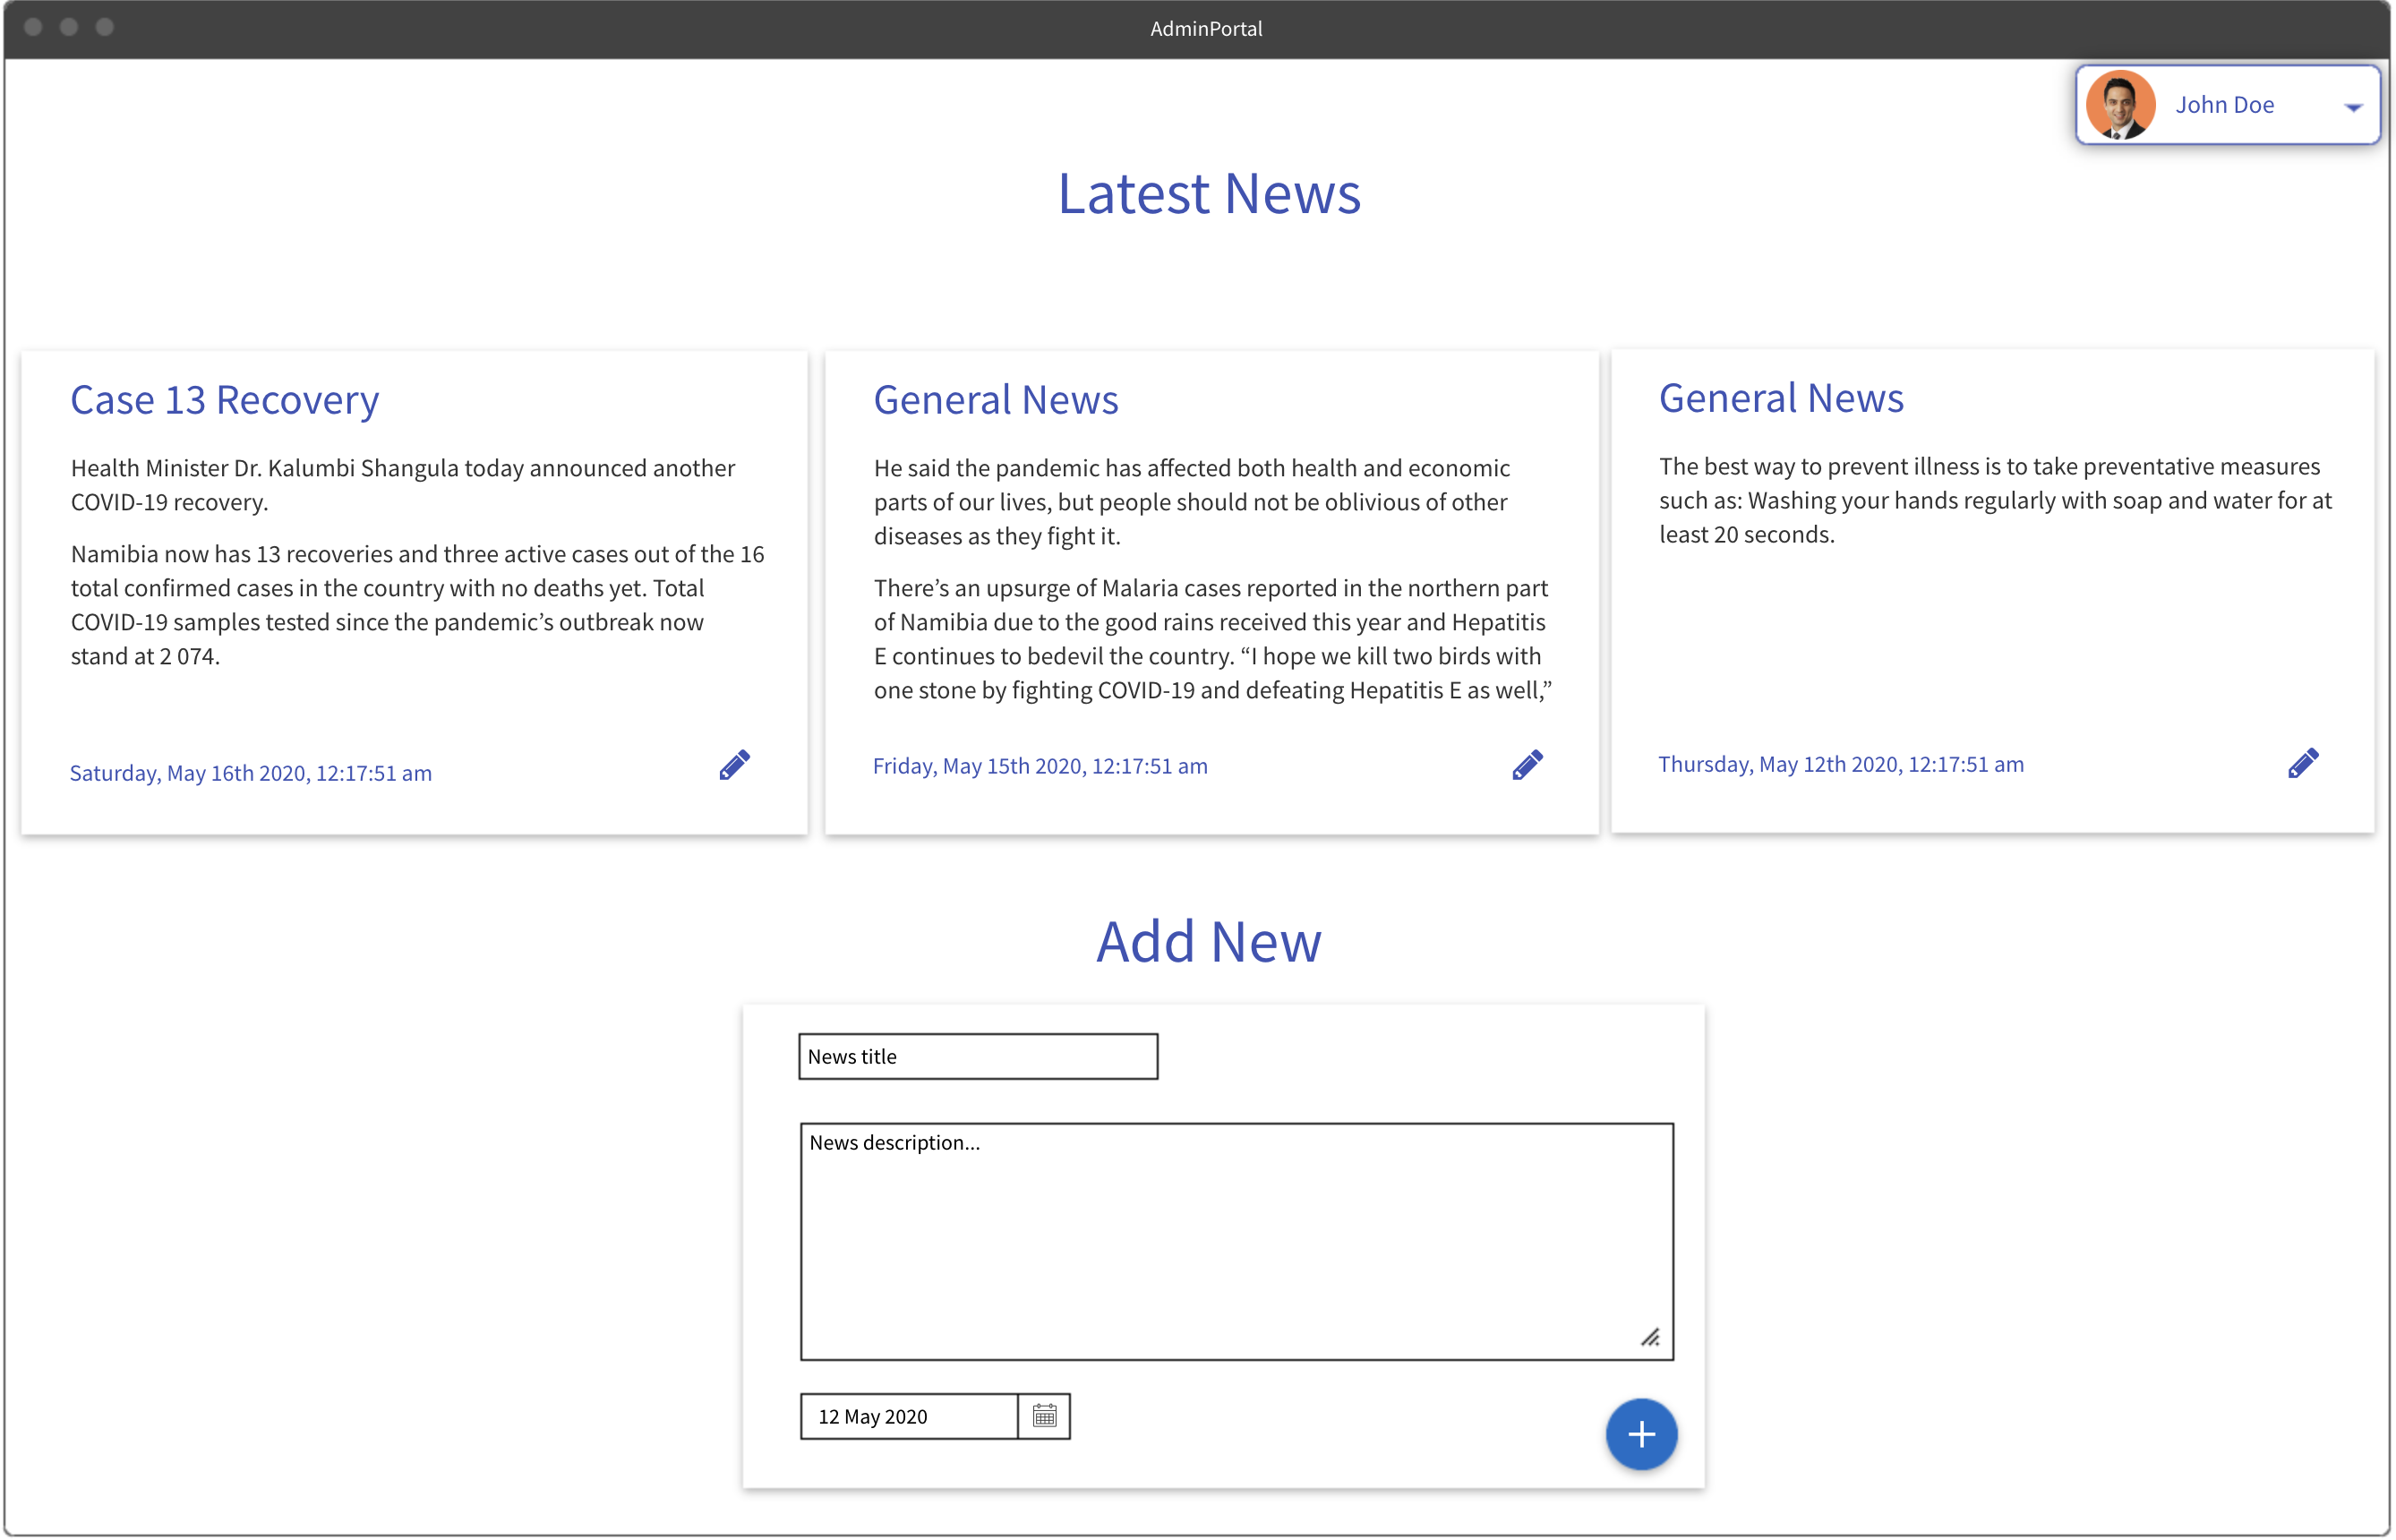 AdminPortal
John Doe
Latest News
Case 13 Recovery
Health Minister Dr. Kalumbi Shangula today announced another
COVID-19 recovery.
Namibia now has 13 recoveries and three active cases out of the 16
total confirmed cases in the country with no deaths yet. Total
COVID-19 samples tested since the pandemic’s outbreak now
stand at 2 074.
Saturday, May 16th 2020, 12:17:51 am
General News
He said the pandemic has affected both health and economic
parts of our lives, but people should not be oblivious of other
diseases as they fight it.
There’s an upsurge of Malaria cases reported in the northern part
of Namibia due to the good rains received this year and Hepatitis
E continues to bedevil the country. “I hope we kill two birds with
one stone by fighting COVID-19 and defeating Hepatitis E as well,”
Friday, May 15th 2020, 12:17:51 am
General News
The best way to prevent illness is to take preventative measures
such as: Washing your hands regularly with soap and water for at
least 20 seconds.
Thursday, May 12th 2020, 12:17:51 am
Add New
News title
News description...
12 May 2020